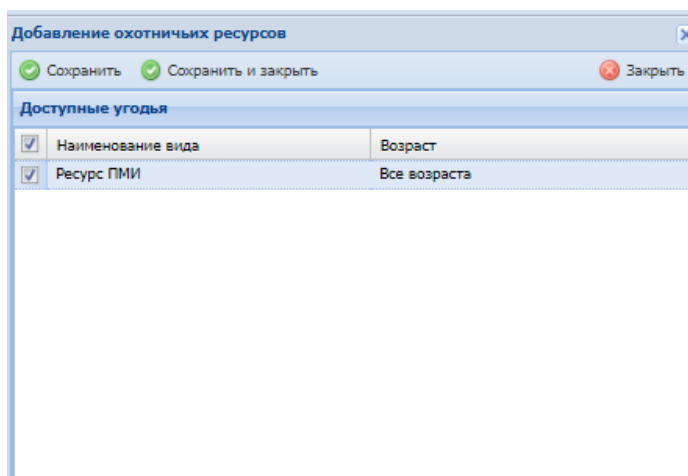 Добавление охотничьих ресурсов
Сохранить Сохранить и закрыть Закрыть
Доступные угодья
Наименование вида Возраст
Ресурс ПМИ Все возраста